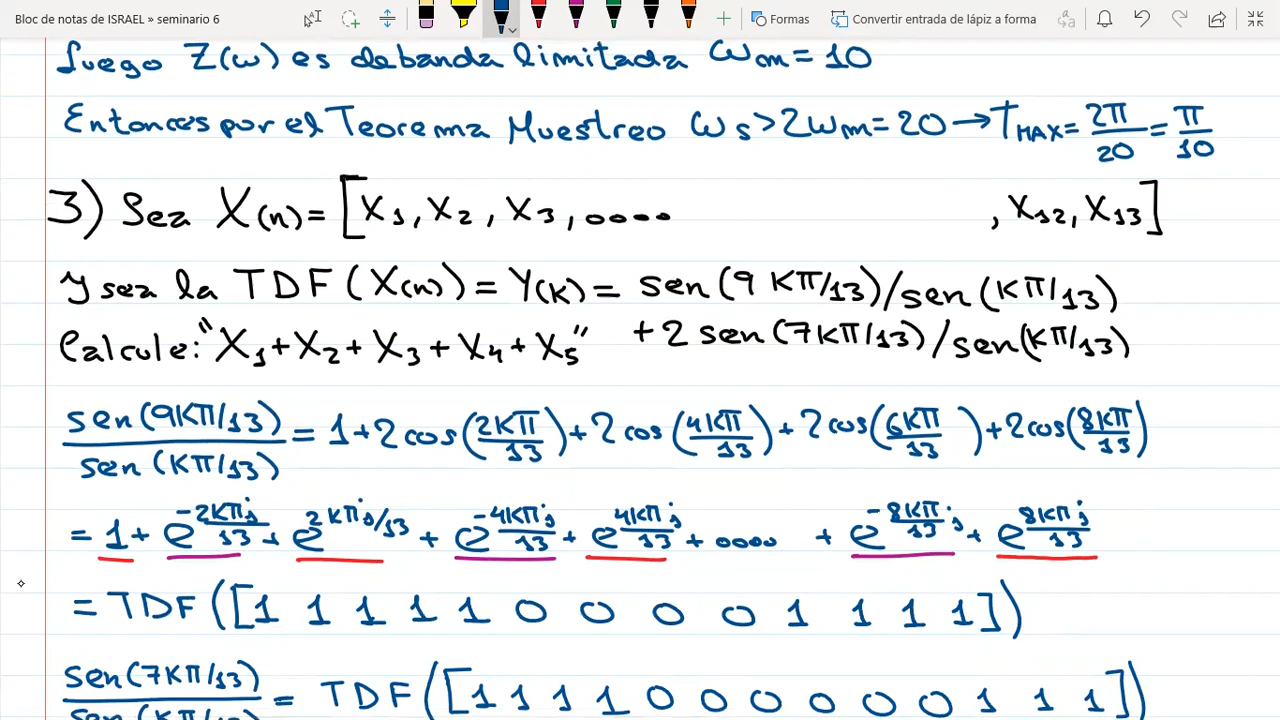 Bloc de notas de ISRAEL » seminario 6
Formas
Convertir entrada de lápiz a forma
luego Z(ω) es de banda limitada ωm = 10
Entonces por el Teorema Muestreo ωs > 2ωm = 20 → TMAX = 2π/20 = π/10
3) Sea X(n) = [X1, X2, X3, .... , X12, X13]
Y sea la TDF(X(n)) = Y(K) = sen(9Kπ/13)/sen(Kπ/13)
+2 sen(7Kπ/13)/sen(Kπ/13)
Calcule: "X1+X2+X3+X4+X5"
sen(9Kπ/13)/sen(Kπ/13) = 1+2cos(2Kπ/13)+2cos(4Kπ/13)+2cos(6Kπ/13)+2cos(8Kπ/13)
= 1 + e^(-2Kπj/13) + e^(2Kπj/13) + e^(-4Kπj/13) + e^(4Kπj/13) + .... + e^(-8Kπj/13) + e^(8Kπj/13)
= TDF([1 1 1 1 1 0 0 0 0 1 1 1 1])
sen(7Kπ/13)/sen(Kπ/13) = TDF([1 1 1 1 0 0 0 0 0 0 1 1 1])